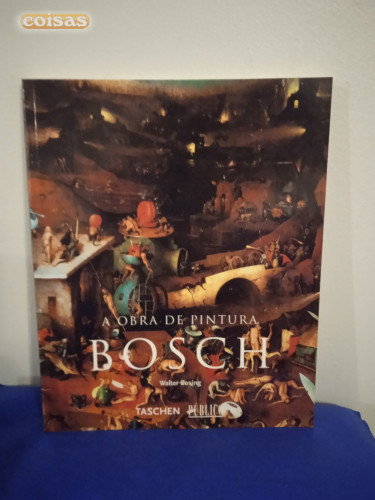 coisas
A OBRA DE PINTURA
BOSCH
Walter Bosing
TASCHEN PÚBLICO